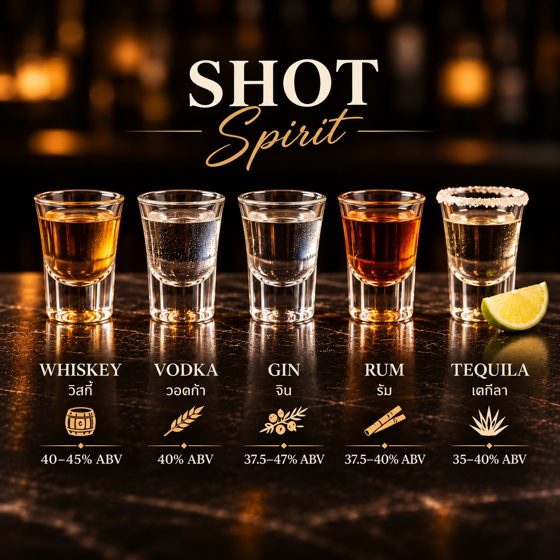 SHOT
Spirit
WHISKEY
วิสกี้
40–45% ABV
VODKA
วอดก้า
40% ABV
GIN
จิน
37.5–47% ABV
RUM
รัม
37.5–40% ABV
TEQUILA
เตกีลา
35–40% ABV